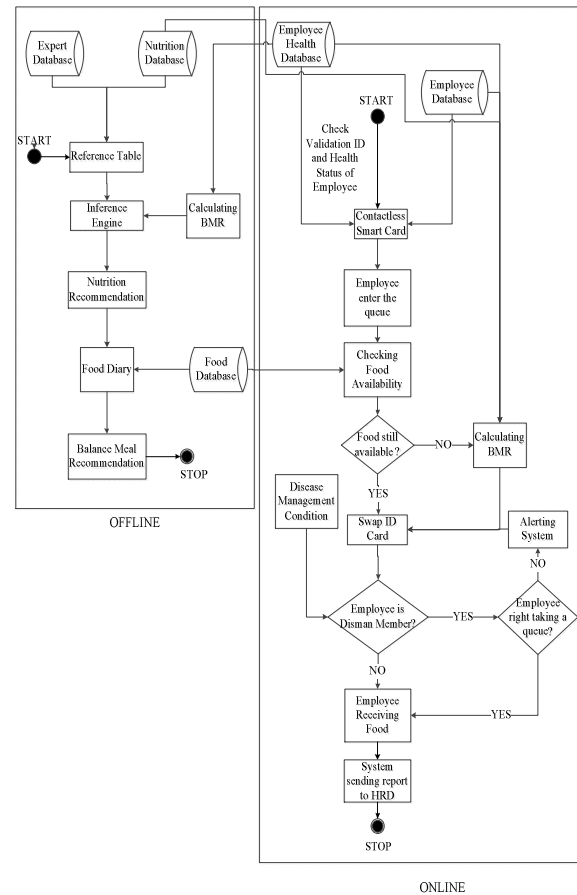 Expert
Database
Nutrition
Database
START
Reference Table
Inference
Engine
Calculating
BMR
Nutrition
Recommendation
Food Diary
Food
Database
Balance Meal
Recommendation
STOP
OFFLINE
Employee
Health
Database
Employee
Database
START
Check
Validation ID
and Health
Status of
Employee
Contactless
Smart Card
Employee
enter the
queue
Checking
Food
Availability
Food still
available?
NO
Calculating
BMR
YES
Disease
Management
Condition
Swap ID
Card
Alerting
System
NO
Employee is
Disman Member?
YES
Employee
right taking a
queue?
NO
YES
Employee
Receiving
Food
System
sending report
to HRD
STOP
ONLINE